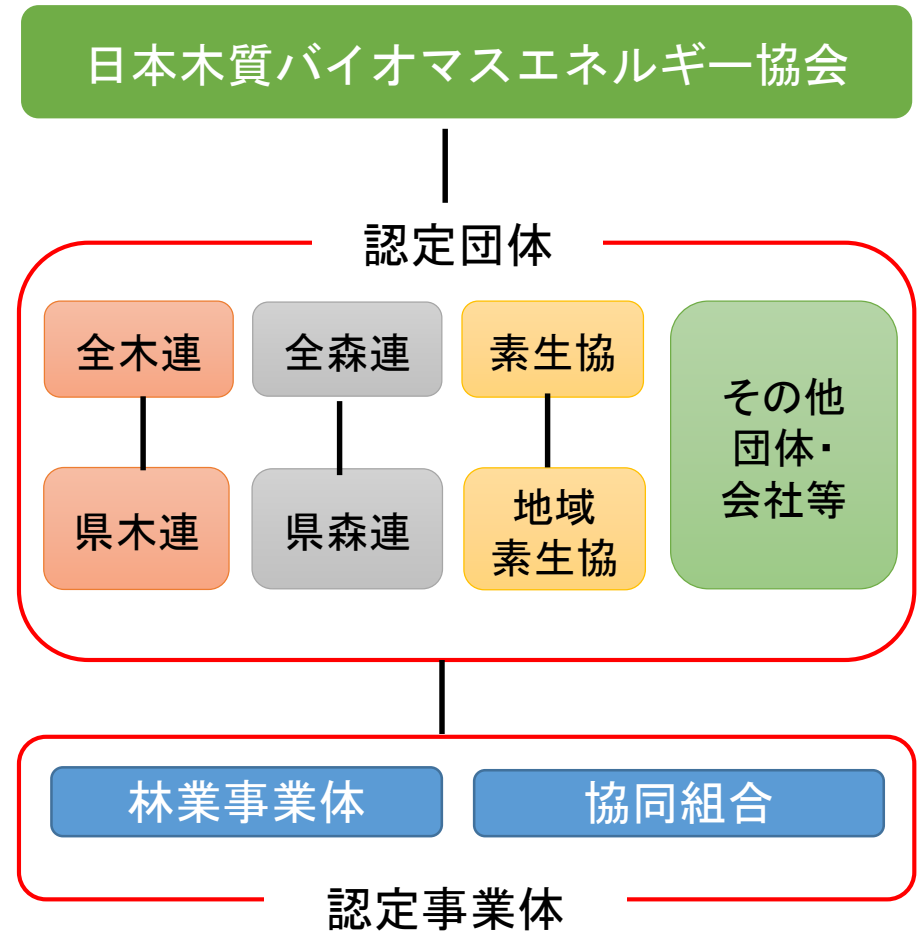 日本木質バイオマスエネルギー協会
認定団体
全木連
全森連
素生協
その他
団体・
会社等
県木連
県森連
地域
素生協
林業事業体
協同組合
認定事業体